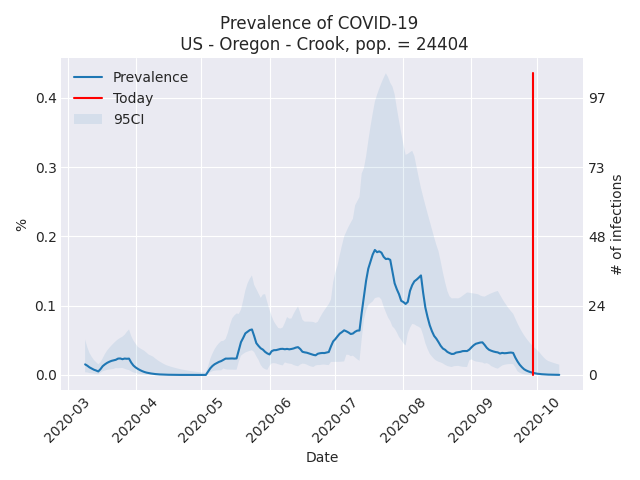 Prevalence of COVID-19
US - Oregon - Crook, pop. = 24404
Prevalence
Today
95CI
0.4
0.3
0.2
0.1
0.0
%
97
73
48
24
0
# of infections
2020-03
2020-04
2020-05
2020-06
2020-07
2020-08
2020-09
2020-10
Date